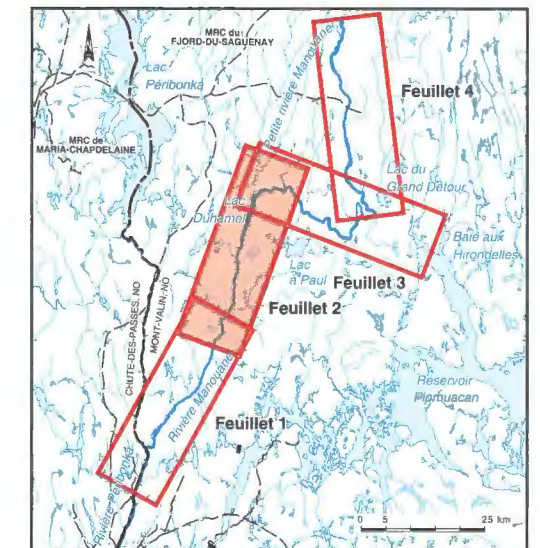 MRC du
FJORD-DU-SAGUENAY
Lac
Péribonka
MRC de
MARIA-CHAPDELAINE
Petite rivière Manouane
Feuillet 4
Lac du
Grand Détour
Lac
Duhamel
Baie aux
Hirondelles
Lac
à Paul
Feuillet 3
Feuillet 2
CHUTE-DES-PASSES, NO
MONT-VALIN, NO
Réservoir
Pipmuacan
Rivière Manouane
Feuillet 1
Rivière Péribonka
0 5 25 km